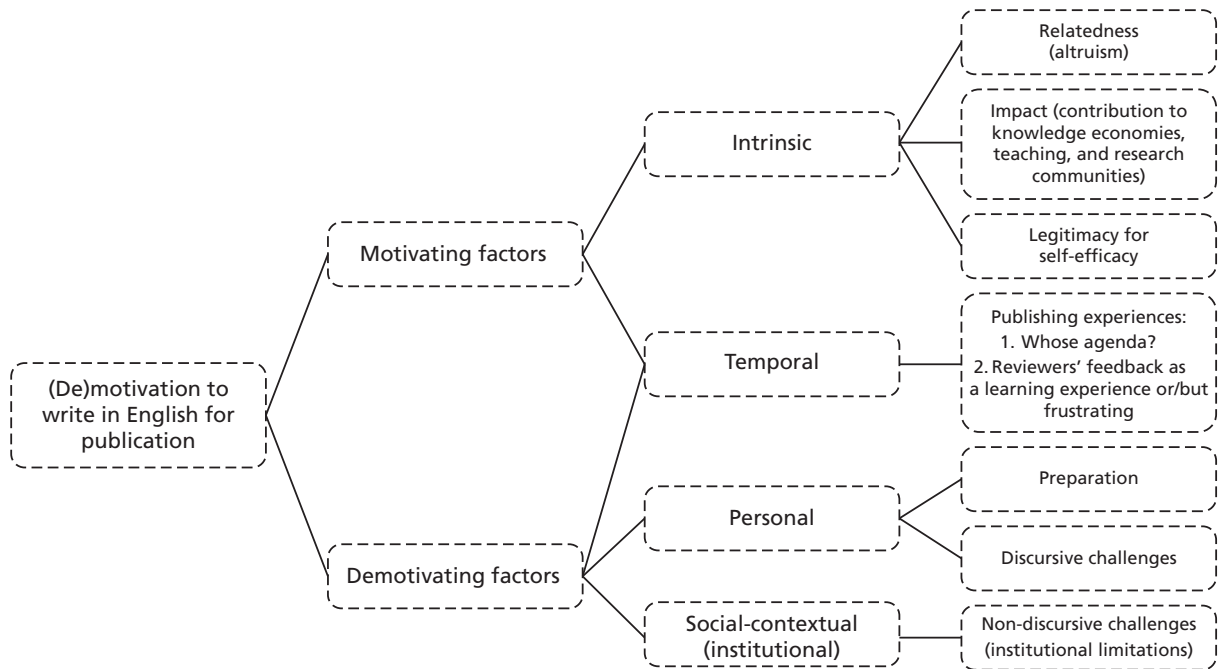 Relatedness
(altruism)
Impact (contribution to
knowledge economies,
teaching, and research
communities)
Intrinsic
Legitimacy for
self-efficacy
Motivating factors
Publishing experiences:
1. Whose agenda?
2. Reviewers’ feedback as
a learning experience or/but
frustrating
Temporal
(De)motivation to
write in English for
publication
Preparation
Personal
Discursive challenges
Demotivating factors
Social-contextual
(institutional)
Non-discursive challenges
(institutional limitations)